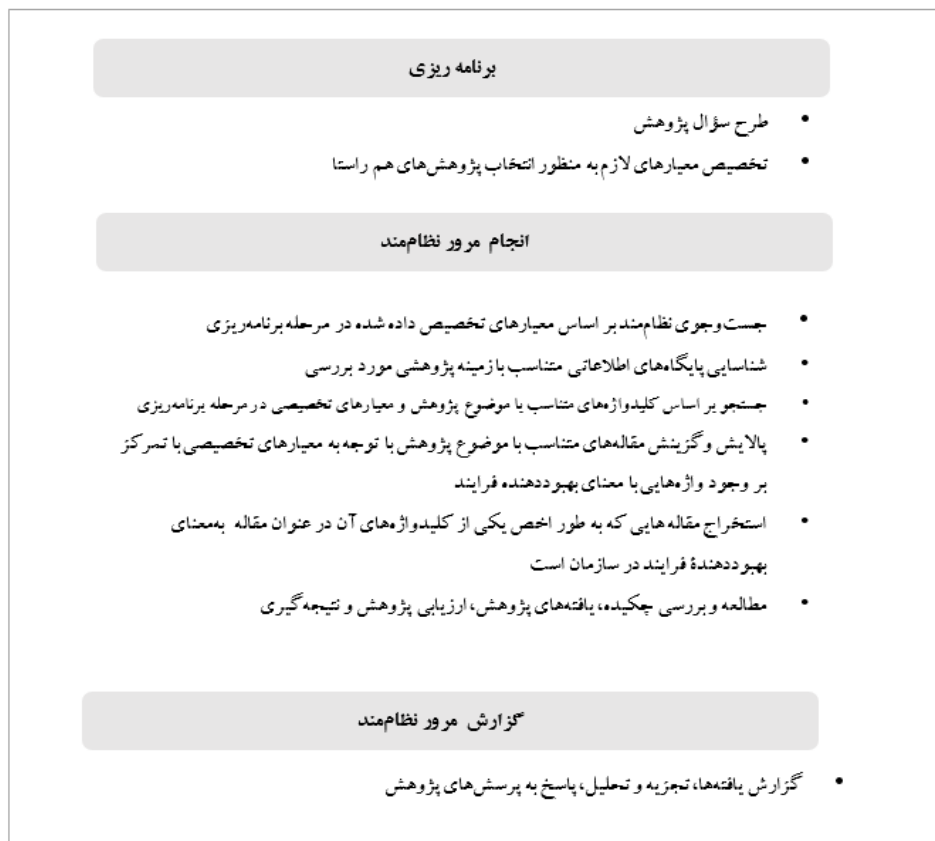 برنامه ریزی
• طرح سؤال پژوهش
• تخصیص معیارهای لازم به منظور انتخاب پژوهش‌های هم راستا
انجام مرور نظام‌مند
• جست‌وجوی نظام‌مند بر اساس معیارهای تخصیص داده شده در مرحله برنامه‌ریزی
• شناسایی پایگاه‌های اطلاعاتی متناسب با زمینه پژوهشی مورد بررسی
• جستجو بر اساس کلیدواژه‌های متناسب با موضوع پژوهش و معیارهای تخصیصی در مرحله برنامه‌ریزی
• پالایش و گزینش مقاله‌های متناسب با موضوع پژوهش با توجه به معیارهای تخصیصی با تمرکز
بر وجود واژه‌هایی با معنای بهبوددهنده فرایند
• استخراج مقاله هایی که به طور اخص یکی از کلیدواژه‌های آن در عنوان مقاله به‌معنای
بهبوددهندۀ فرایند در سازمان است
• مطالعه و بررسی چکیده، یافته‌های پژوهش، ارزیابی پژوهش و نتیجه گیری
گزارش مرور نظام‌مند
• گزارش یافته‌ها، تجزیه و تحلیل، پاسخ به پرسش‌های پژوهش